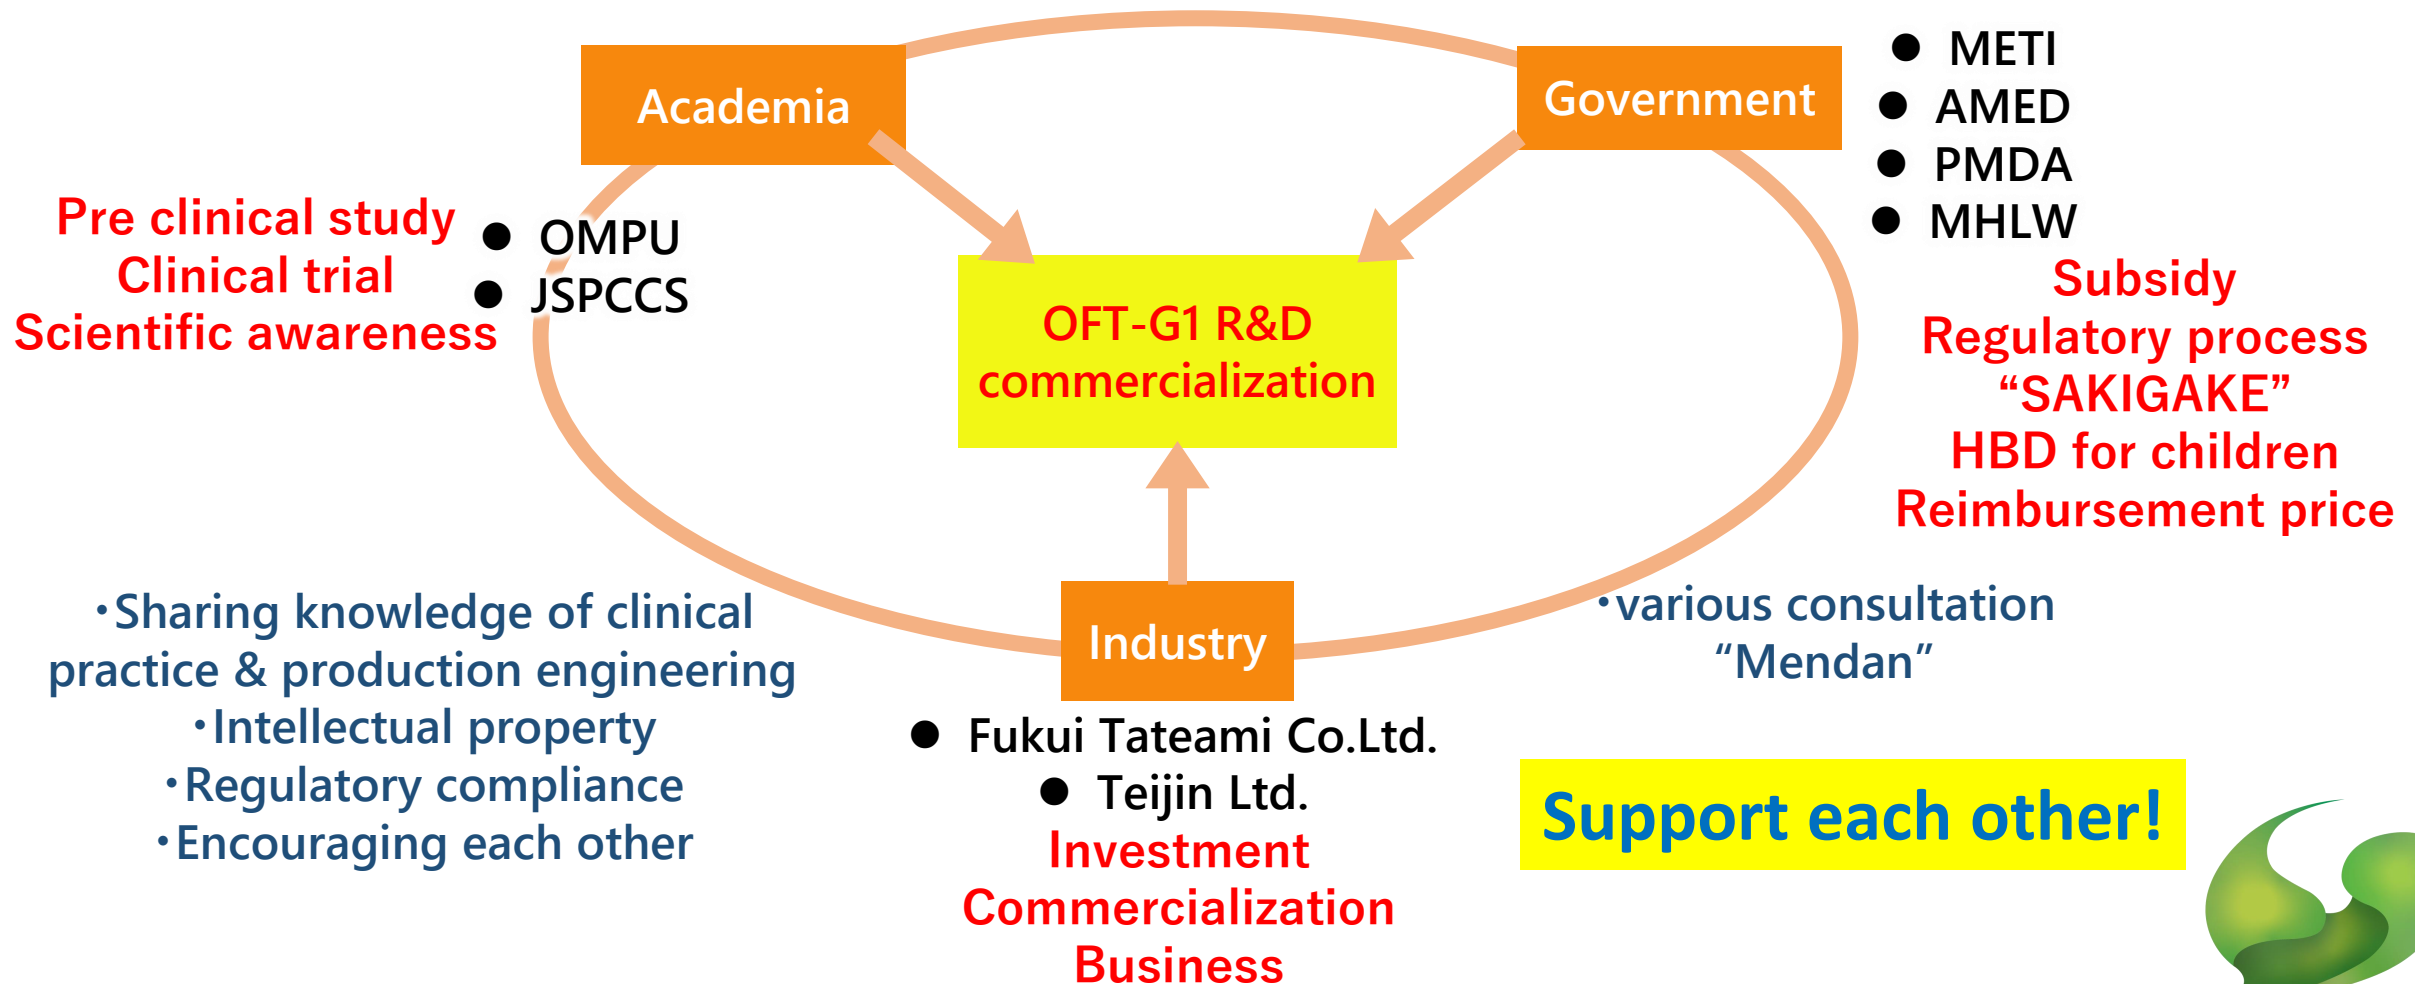 Academia
Pre clinical study
Clinical trial
Scientific awareness
● OMPU
● JSPCCS
Government
● METI
● AMED
● PMDA
● MHLW
Subsidy
Regulatory process
“SAKIGAKE”
HBD for children
Reimbursement price
OFT-G1 R&D
commercialization
・Sharing knowledge of clinical
practice & production engineering
・Intellectual property
・Regulatory compliance
・Encouraging each other
Industry
● Fukui Tateami Co.Ltd.
● Teijin Ltd.
Investment
Commercialization
Business
・various consultation
“Mendan”
Support each other!